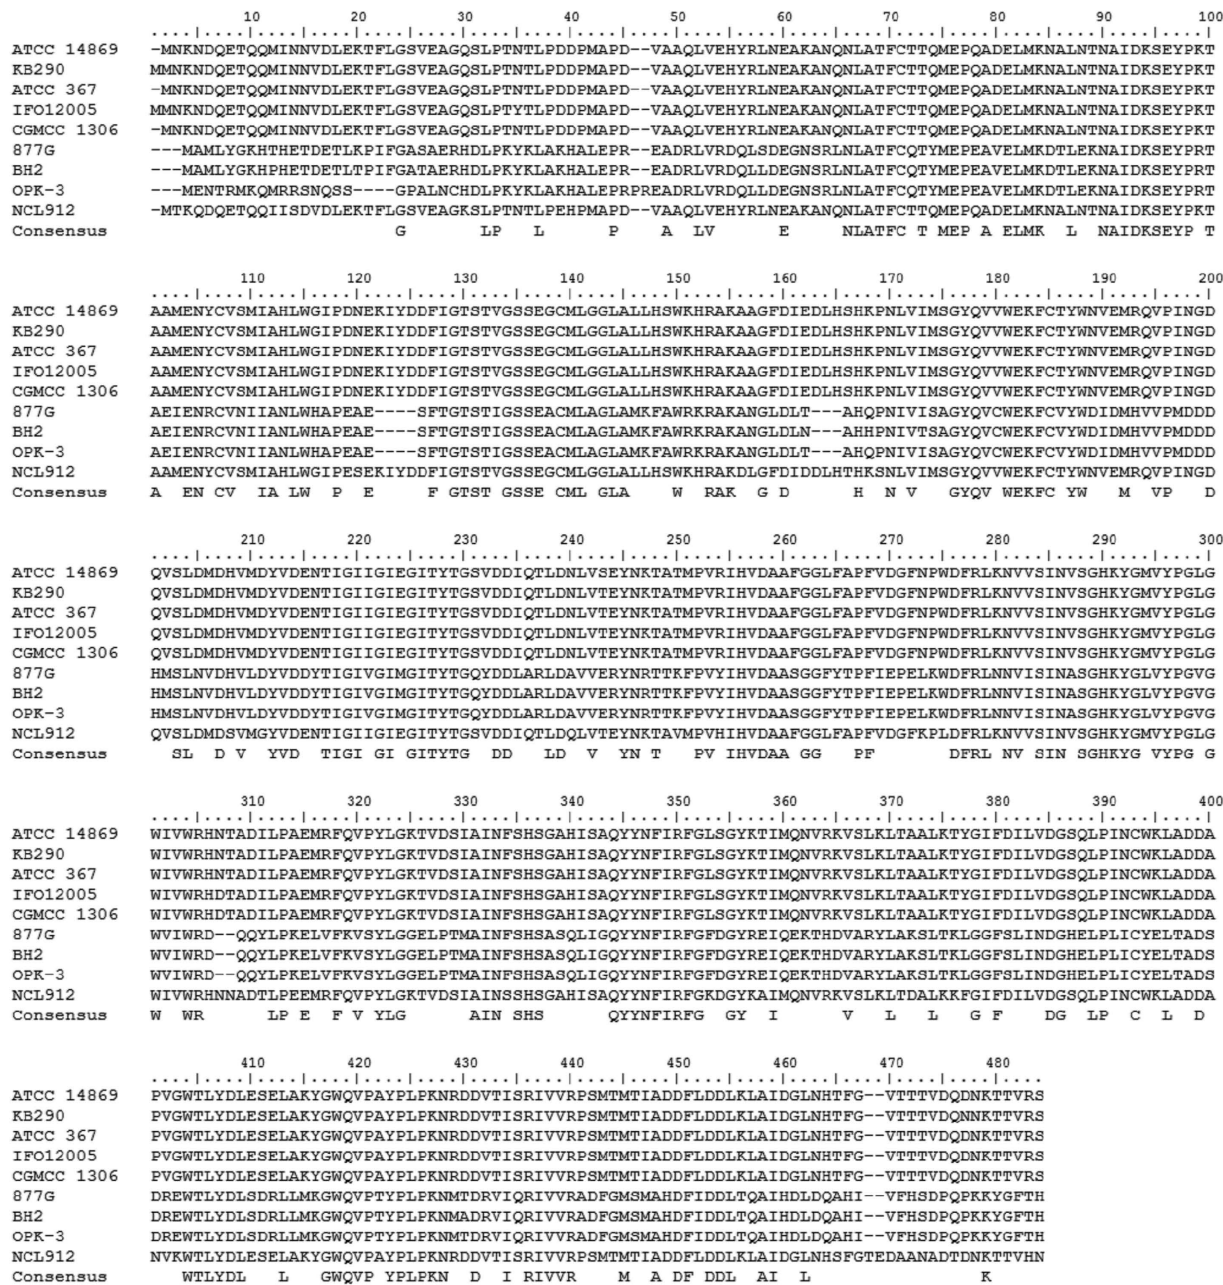 10 20 30 40 50 60 70 80 90 100
....|....|....|....|....|....|....|....|....|....|....|....|....|....|....|....|....|....|....|....|
ATCC 14869 -MNKNDQETQQMINNVDLEKTFLGSVEAGQSLPTNTLPDDPMAPD--VAAQLVEHYRLNEAKANQNLATFCTTQMEPQADELMKNALNTNAIDKSEYPKT
KB290 MMNKNDQETQQMINNVDLEKTFLGSVEAGQSLPTNTLPDDPMAPD--VAAQLVEHYRLNEAKANQNLATFCTTQMEPQADELMKNALNTNAIDKSEYPKT
ATCC 367 -MNKNDQETQQMINNVDLEKTFLGSVEAGQSLPTNTLPDDPMAPD--VAAQLVEHYRLNEAKANQNLATFCTTQMEPQADELMKNALNTNAIDKSEYPKT
IFO12005 MMNKNDQETQQMINNVDLEKTFLGSVEAGQSLPTYTLPDDPMAPD--VAAQLVEHYRLNEAKANQNLATFCTTQMEPQADELMKNALNTNAIDKSEYPKT
CGMCC 1306 -MNKNDQETQQMINNVDLEKTFLGSVEAGQSLPTNTLPDDPMAPD--VAAQLVEHYRLNEAKANQNLATFCTTQMEPQADELMKNALNTNAIDKSEYPKT
877G ---MAMLYGKHTHETDETLKPIFGASAERHDLPKYKLAKHALEPR--EADRLVRDQLSDEGNSRLNLATFCQTYMEPEAVELMKDTLEKNAIDKSEYPRT
BH2 ---MAMLYGKHPHETDETLTPIFGATAERHDLPKYKLAKHALEPR--EADRLVRDQLLDEGNSRLNLATFCQTYMEPEAVELMKDTLEKNAIDKSEYPRT
OPK-3 ---MENTRMKQMRRSNQSS----GPALNCHDLPKYKLAKHALEPRPREADRLVRDQLLDEGNSRLNLATFCQTYMEPEAVELMKDTLEKNAIDKSEYPRT
NCL912 -MTKQDQETQQIISDVDLEKTFLGSVEAGKSLPTNTLPEHPMAPD--VAAQLVEHYRLNEAKANQNLATFCTTQMEPQADELMKNALNTNAIDKSEYPKT
Consensus G LP L P A LV E NLATFC T MEP A ELMK L NAIDKSEYP T
110 120 130 140 150 160 170 180 190 200
....|....|....|....|....|....|....|....|....|....|....|....|....|....|....|....|....|....|....|....|
ATCC 14869 AAMENYCVSMIAHLWGIPDNEKIYDDFIGTSTVGSSEGCMLGGLALLHSWKHRAKAAGFDIEDLHSHKPNLVIMSGYQVVWEKFCTYWNVEMRQVPINGD
KB290 AAMENYCVSMIAHLWGIPDNEKIYDDFIGTSTVGSSEGCMLGGLALLHSWKHRAKAAGFDIEDLHSHKPNLVIMSGYQVVWEKFCTYWNVEMRQVPINGD
ATCC 367 AAMENYCVSMIAHLWGIPDNEKIYDDFIGTSTVGSSEGCMLGGLALLHSWKHRAKAAGFDIEDLHSHKPNLVIMSGYQVVWEKFCTYWNVEMRQVPINGD
IFO12005 AAMENYCVSMIAHLWGIPDNEKIYDDFIGTSTVGSSEGCMLGGLALLHSWKHRAKAAGFDIEDLHSHKPNLVIMSGYQVVWEKFCTYWNVEMRQVPINGD
CGMCC 1306 AAMENYCVSMIAHLWGIPDNEKIYDDFIGTSTVGSSEGCMLGGLALLHSWKHRAKAAGFDIEDLHSHKPNLVIMSGYQVVWEKFCTYWNVEMRQVPINGD
877G AEIENRCVNIIANLWHAPEAE----SFTGTSTIGSSEACMLAGLAMKFAWRKRAKANGLDLT---AHQPNIVISAGYQVCWEKFCVYWDIDMHVVPMDDD
BH2 AEIENRCVNIIANLWHAPEAE----SFTGTSTIGSSEACMLAGLAMKFAWRKRAKANGLDLN---AHHPNIVTSAGYQVCWEKFCVYWDIDMHVVPMDDD
OPK-3 AEIENRCVNIIANLWHAPEAE----SFTGTSTIGSSEACMLAGLAMKFAWRKRAKANGLDLT---AHQPNIVISAGYQVCWEKFCVYWDIDMHVVPMDDD
NCL912 AAMENYCVSMIAHLWGIPESEKIYDDFIGTSTVGSSEGCMLGGLALLHSWKHRAKDLGFDIDDLHTHKSNLVIMSGYQVVWEKFCTYWNVEMRQVPINGD
Consensus A EN CV IA LW P E F GTST GSSE CML GLA W RAK G D H N V GYQV WEKFC YW M VP D
210 220 230 240 250 260 270 280 290 300
....|....|....|....|....|....|....|....|....|....|....|....|....|....|....|....|....|....|....|....|
ATCC 14869 QVSLDMDHVMDYVDENTIGIIGIEGITYTGSVDDIQTLDNLVSEYNKTATMPVRIHVDAAFGGLFAPFVDGFNPWDFRLKNVVSINVSGHKYGMVYPGLG
KB290 QVSLDMDHVMDYVDENTIGIIGIEGITYTGSVDDIQTLDNLVTEYNKTATMPVRIHVDAAFGGLFAPFVDGFNPWDFRLKNVVSINVSGHKYGMVYPGLG
ATCC 367 QVSLDMDHVMDYVDENTIGIIGIEGITYTGSVDDIQTLDNLVTEYNKTATMPVRIHVDAAFGGLFAPFVDGFNPWDFRLKNVVSINVSGHKYGMVYPGLG
IFO12005 QVSLDMDHVMDYVDENTIGIIGIEGITYTGSVDDIQTLDNLVTEYNKTATMPVRIHVDAAFGGLFAPFVDGFNPWDFRLKNVVSINVSGHKYGMVYPGLG
CGMCC 1306 QVSLDMDHVMDYVDENTIGIIGIEGITYTGSVDDIQTLDNLVTEYNKTATMPVRIHVDAAFGGLFAPFVDGFNPWDFRLKNVVSINVSGHKYGMVYPGLG
877G HMSLNVDHVLDYVDDYTIGIVGIMGITYTGQYDDLARLDAVVERYNRTTKFPVYIHVDAASGGFYTPFIEPELKWDFRLNNVISINASGHKYGLVYPGVG
BH2 HMSLNVDHVLDYVDDYTIGIVGIMGITYTGQYDDLARLDAVVERYNRTTKFPVYIHVDAASGGFYTPFIEPELKWDFRLNNVISINASGHKYGLVYPGVG
OPK-3 HMSLNVDHVLDYVDDYTIGIVGIMGITYTGQYDDLARLDAVVERYNRTTKFPVYIHVDAASGGFYTPFIEPELKWDFRLNNVISINASGHKYGLVYPGVG
NCL912 QVSLDMDSVMGYVDENTIGIIGIEGITYTGSVDDIQTLDQLVTEYNKTAVMPVHIHVDAAFGGLFAPFVDGFKPLDFRLKNVVSINVSGHKYGMVYPGLG
Consensus SL D V YVD TIGI GI GITYTG DD LD V YN T PV IHVDAA GG PF DFRL NV SIN SGHKYG VYPG G
310 320 330 340 350 360 370 380 390 400
....|....|....|....|....|....|....|....|....|....|....|....|....|....|....|....|....|....|....|....|
ATCC 14869 WIVWRHNTADILPAEMRFQVPYLGKTVDSIAINFSHSGAHISAQYYNFIRFGLSGYKTIMQNVRKVSLKLTAALKTYGIFDILVDGSQLPINCWKLADDA
KB290 WIVWRHNTADILPAEMRFQVPYLGKTVDSIAINFSHSGAHISAQYYNFIRFGLSGYKTIMQNVRKVSLKLTAALKTYGIFDILVDGSQLPINCWKLADDA
ATCC 367 WIVWRHNTADILPAEMRFQVPYLGKTVDSIAINFSHSGAHISAQYYNFIRFGLSGYKTIMQNVRKVSLKLTAALKTYGIFDILVDGSQLPINCWKLADDA
IFO12005 WIVWRHDTADILPAEMRFQVPYLGKTVDSIAINFSHSGAHISAQYYNFIRFGLSGYKTIMQNVRKVSLKLTAALKTYGIFDILVDGSQLPINCWKLADDA
CGMCC 1306 WIVWRHDTADILPAEMRFQVPYLGKTVDSIAINFSHSGAHISAQYYNFIRFGLSGYKTIMQNVRKVSLKLTAALKTYGIFDILVDGSQLPINCWKLADDA
877G WVIWRD--QQYLPKELVFKVSYLGGELPTMAINFSHSASQLIGQYYNFIRFGFDGYREIQEKTHDVARYLAKSLTKLGGFSLINDGHELPLICYELTADS
BH2 WVIWRD--QQYLPKELVFKVSYLGGELPTMAINFSHSASQLIGQYYNFIRFGFDGYREIQEKTHDVARYLAKSLTKLGGFSLINDGHELPLICYELTADS
OPK-3 WVIWRD--QQYLPKELVFKVSYLGGELPTMAINFSHSASQLIGQYYNFIRFGFDGYREIQEKTHDVARYLAKSLTKLGGFSLINDGHELPLICYELTADS
NCL912 WIVWRHNNADTLPEEMRFQVPYLGKTVDSIAINSSHSGAHISAQYYNFIRFGKDGYKAIMQNVRKVSLKLTDALKKFGIFDILVDGSQLPINCWKLADDA
Consensus W WR LP E F V YLG AIN SHS QYYNFIRFG GY I V L L G F DG LP C L D
410 420 430 440 450 460 470 480
....|....|....|....|....|....|....|....|....|....|....|....|....|....|....|....|....
ATCC 14869 PVGWTLYDLESELAKYGWQVPAYPLPKNRDDVTISRIVVRPSMTMTIADDFLDDLKLAIDGLNHTFG--VTTTVDQDNKTTVRS
KB290 PVGWTLYDLESELAKYGWQVPAYPLPKNRDDVTISRIVVRPSMTMTIADDFLDDLKLAIDGLNHTFG--VTTTVDQNNKTTVRS
ATCC 367 PVGWTLYDLESELAKYGWQVPAYPLPKNRDDVTISRIVVRPSMTMTIADDFLDDLKLAIDGLNHTFG--VTTTVDQDNKTTVRS
IFO12005 PVGWTLYDLESELAKYGWQVPAYPLPKNRDDVTISRIVVRPSMTMTIADDFLDDLKLAIDGLNHTFG--VTTTVDQDNKTTVRS
CGMCC 1306 PVGWTLYDLESELAKYGWQVPAYPLPKNRDDVTISRIVVRPSMTMTIADDFLDDLKLAIDGLNHTFG--VTTTVDQDNKTTVRS
877G DREWTLYDLSDRLLMKGWQVPTYPLPKNMTDRVIQRIVVRADFGMSMAHDFIDDLTQAIHDLDQAHI--VFHSDPQPKKYGFTH
BH2 DREWTLYDLSDRLLMKGWQVPTYPLPKNMADRVIQRIVVRADFGMSMAHDFIDDLTQAIHDLDQAHI--VFHSDPQPKKYGFTH
OPK-3 DREWTLYDLSDRLLMKGWQVPTYPLPKNMTDRVIQRIVVRADFGMSMAHDFIDDLTQAIHDLDQAHI--VFHSDPQPKKYGFTH
NCL912 NVKWTLYDLESELAKYGWQVPAYPLPKNRDDVTISRIVVRPSMTMTIADDFLDDLKLAIDGLNHSFGTEDAANADTDNKTTVHN
Consensus WTLYDL L GWQVP YPLPKN D I RIVVR M A DF DDL AI L K